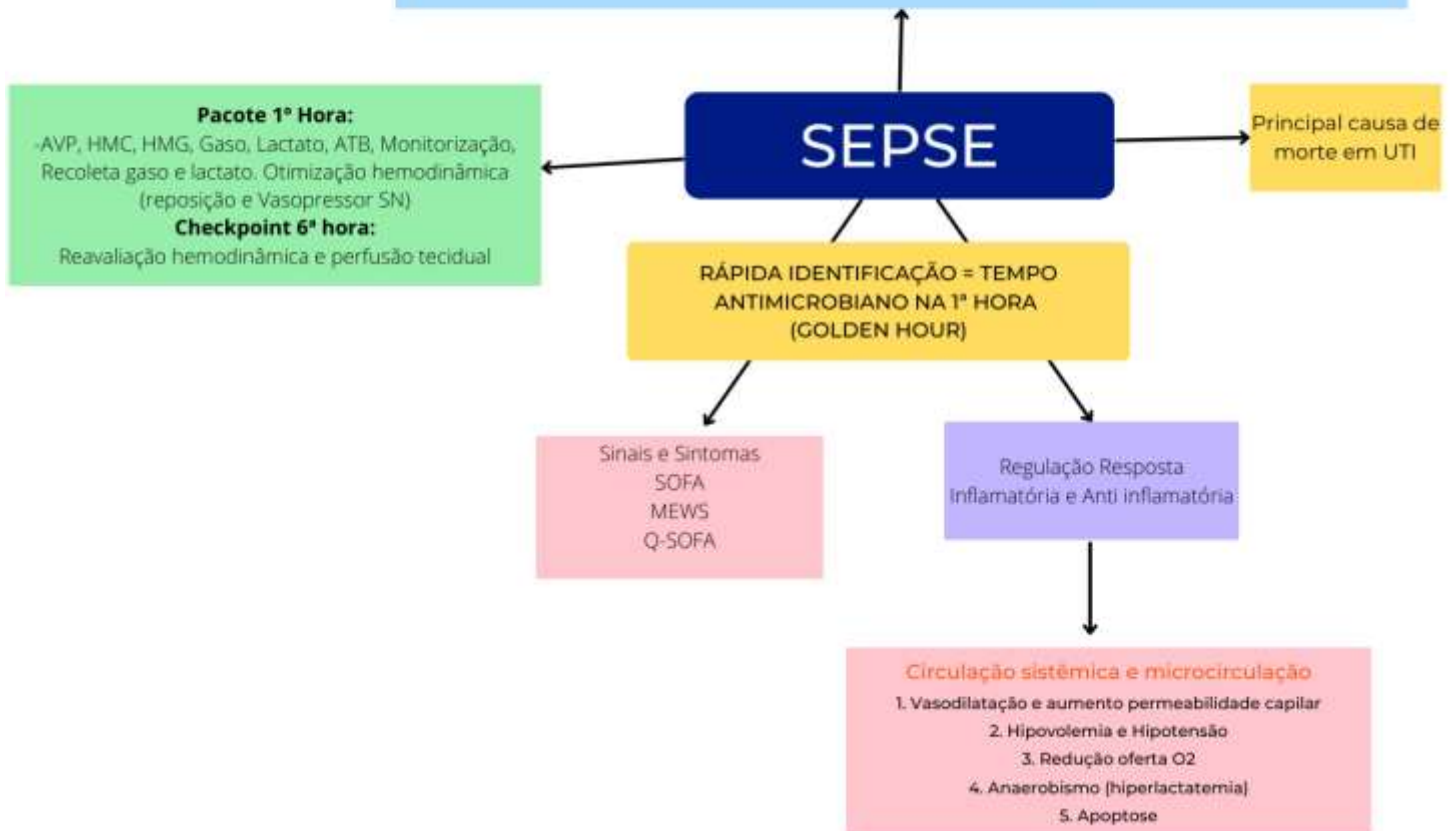 SEPSE
Pacote 1ª Hora:
-AVP, HMC, HMG, Gaso, Lactato, ATB, Monitorização,
Recoleta gaso e lactato. Otimização hemodinâmica
(reposição e Vasopressor SN)
Checkpoint 6ª hora:
Reavaliação hemodinâmica e perfusão tecidual
Principal causa de
morte em UTI
RÁPIDA IDENTIFICAÇÃO = TEMPO
ANTIMICROBIANO NA 1ª HORA
(GOLDEN HOUR)
Sinais e Sintomas
SOFA
MEWS
Q-SOFA
Regulação Resposta
Inflamatória e Anti inflamatória
Circulação sistêmica e microcirculação
1. Vasodilatação e aumento permeabilidade capilar
2. Hipovolemia e Hipotensão
3. Redução oferta O2
4. Anaerobismo (hiperlactatemia)
5. Apoptose